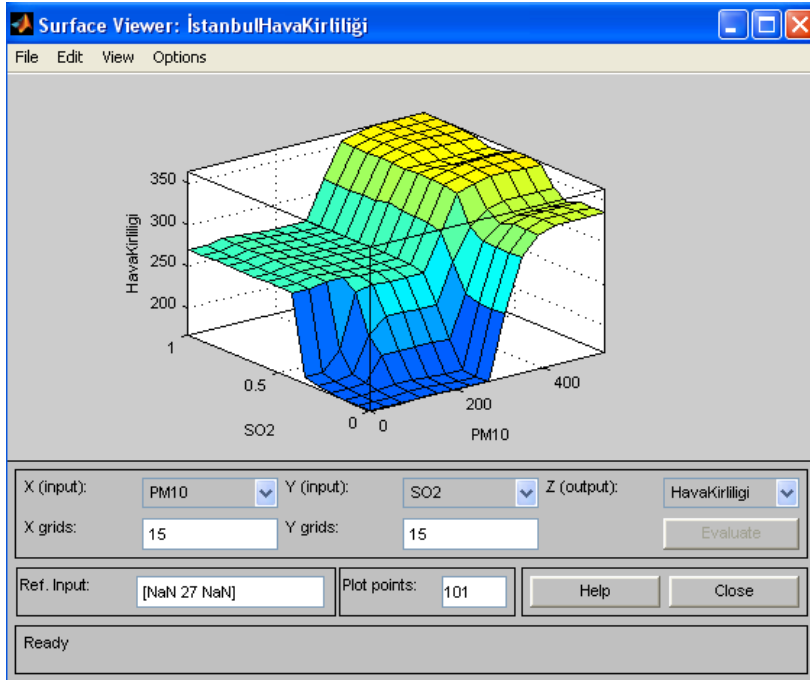 Surface Viewer: İstanbulHavaKirliliği
File Edit View Options
350
300
250
200
HavaKirliligi
1
0.5
0
SO2
0
200
400
PM10
X (input): PM10 Y (input): SO2 Z (output): HavaKirliligi
X grids: 15 Y grids: 15 Evaluate
Ref. Input: [NaN 27 NaN] Plot points: 101 Help Close
Ready